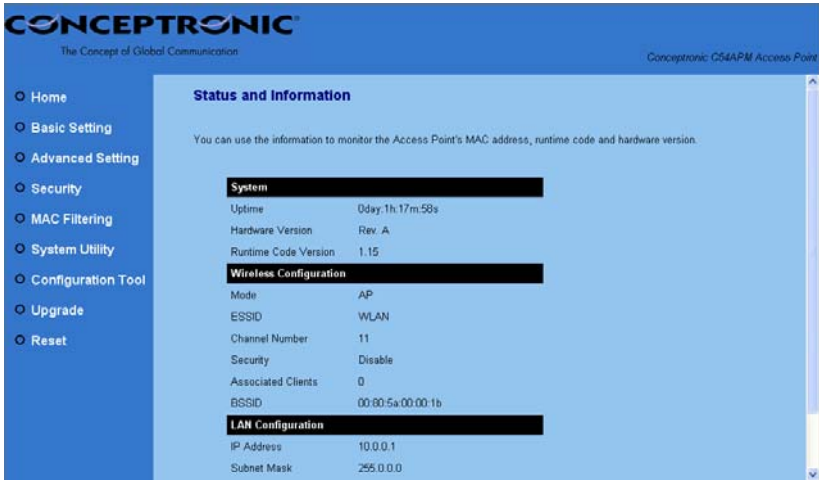 CONCEPTRONIC
The Concept of Global Communication
Conceptronic C54APM Access Point
Home
Basic Setting
Advanced Setting
Security
MAC Filtering
System Utility
Configuration Tool
Upgrade
Reset
Status and Information
You can use the information to monitor the Access Point's MAC address, runtime code and hardware version.
System
Uptime 0day:1h:17m:58s
Hardware Version Rev. A
Runtime Code Version 1.15
Wireless Configuration
Mode AP
ESSID WLAN
Channel Number 11
Security Disable
Associated Clients 0
BSSID 00:80:5a:00:00:1b
LAN Configuration
IP Address 10.0.0.1
Subnet Mask 255.0.0.0